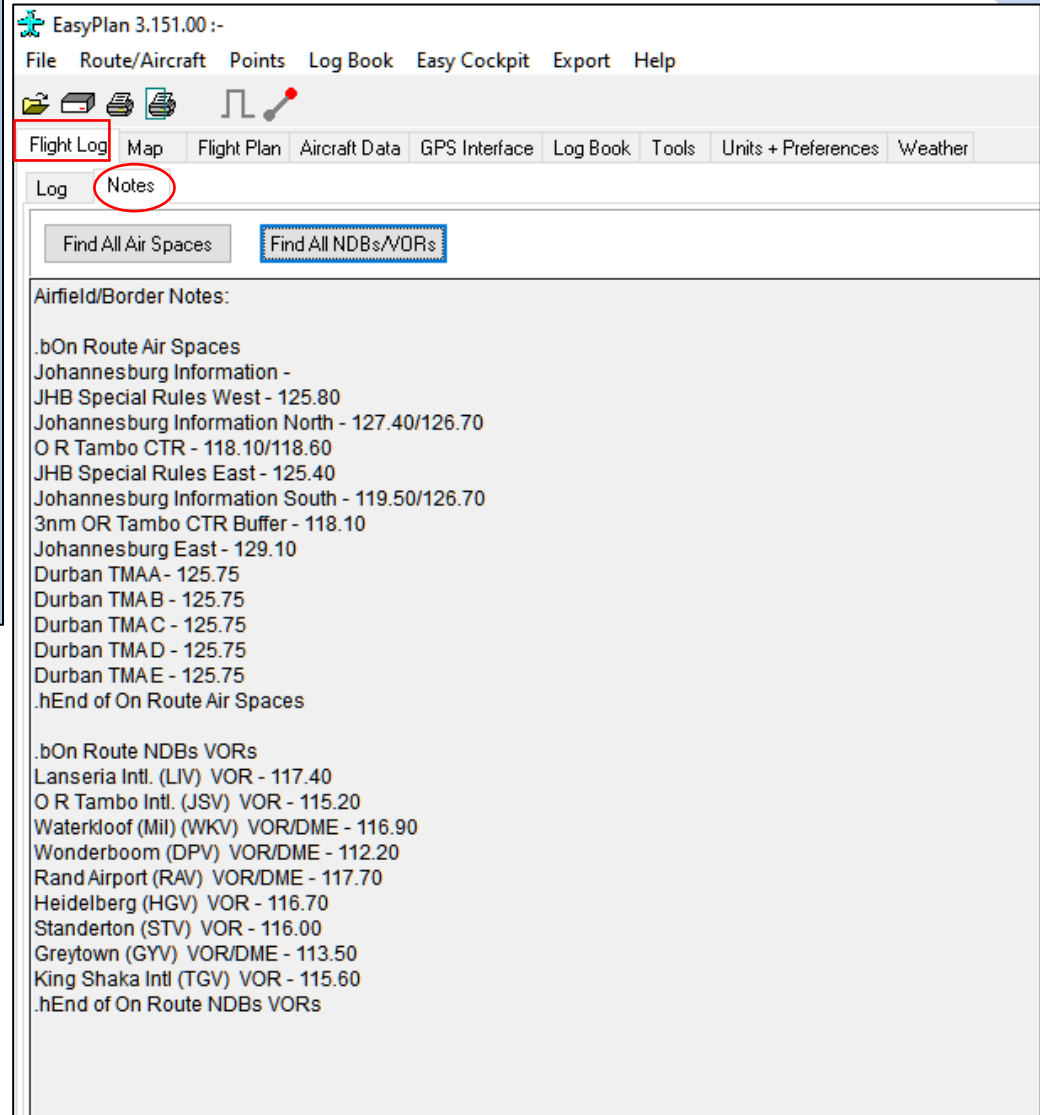 EasyPlan 3.151.00 :-
File Route/Aircraft Points Log Book Easy Cockpit Export Help
Flight Log Map Flight Plan Aircraft Data GPS Interface Log Book Tools Units + Preferences Weather
Log Notes
Find All Air Spaces Find All NDBs/VORs
Airfield/Border Notes:
.bOn Route Air Spaces
Johannesburg Information -
JHB Special Rules West - 125.80
Johannesburg Information North - 127.40/126.70
O R Tambo CTR - 118.10/118.60
JHB Special Rules East - 125.40
Johannesburg Information South - 119.50/126.70
3nm OR Tambo CTR Buffer - 118.10
Johannesburg East - 129.10
Durban TMA A - 125.75
Durban TMA B - 125.75
Durban TMA C - 125.75
Durban TMA D - 125.75
Durban TMA E - 125.75
.hEnd of On Route Air Spaces
.bOn Route NDBs VORs
Lanseria Intl. (LIV) VOR - 117.40
O R Tambo Intl. (JSV) VOR - 115.20
Waterkloof (Mil) (WKV) VOR/DME - 116.90
Wonderboom (DPV) VOR/DME - 112.20
Rand Airport (RAV) VOR/DME - 117.70
Heidelberg (HGV) VOR - 116.70
Standerton (STV) VOR - 116.00
Greytown (GYV) VOR/DME - 113.50
King Shaka Intl (TGV) VOR - 115.60
.hEnd of On Route NDBs VORs